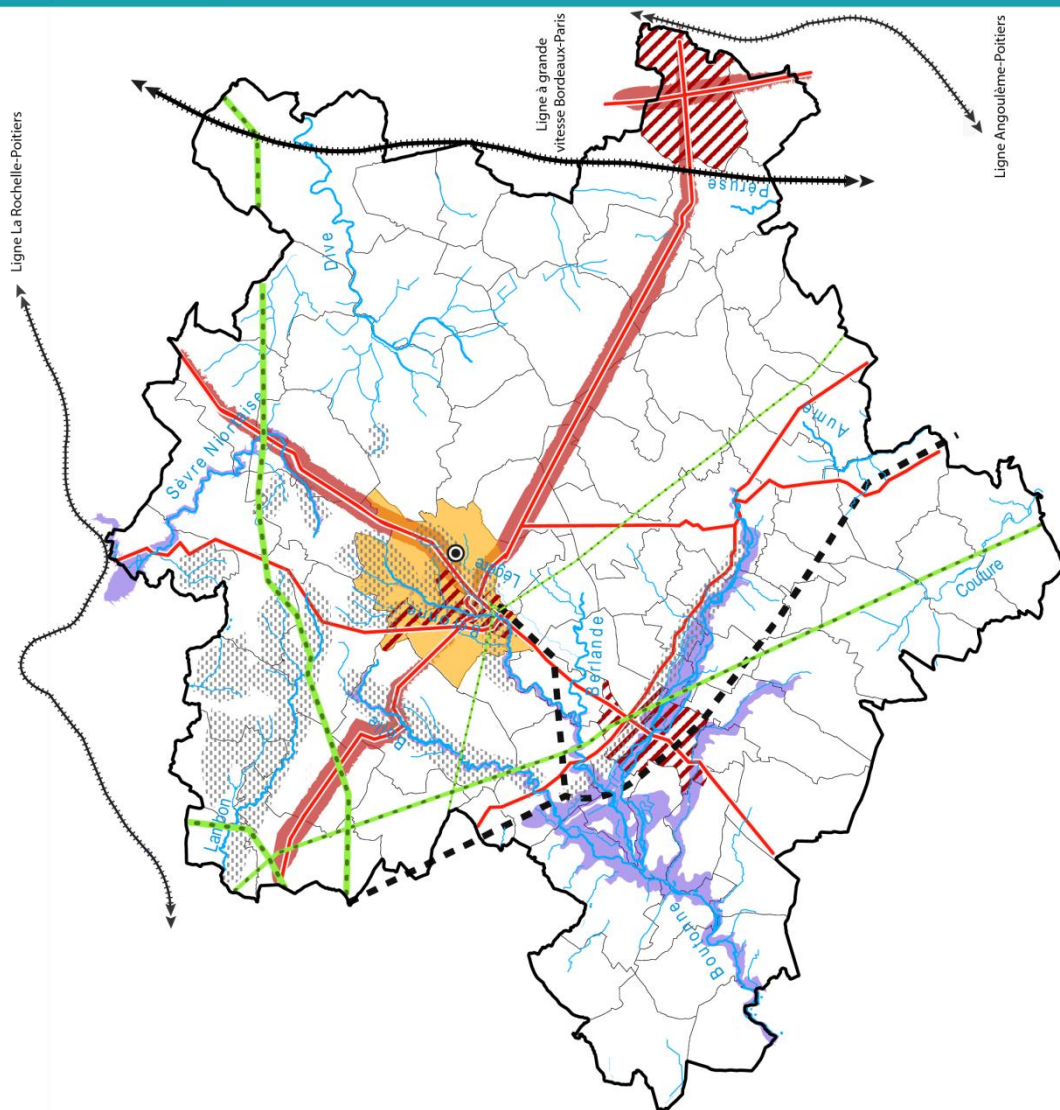 Ligne La Rochelle-Poitiers
Ligne à grande
vitesse Bordeaux-Paris
Ligne Angoulême-Poitiers
Dive
Péruse
Sèvre Niortaise
Aume
Légère
Berlande
Couture
Lambon
Boutonne